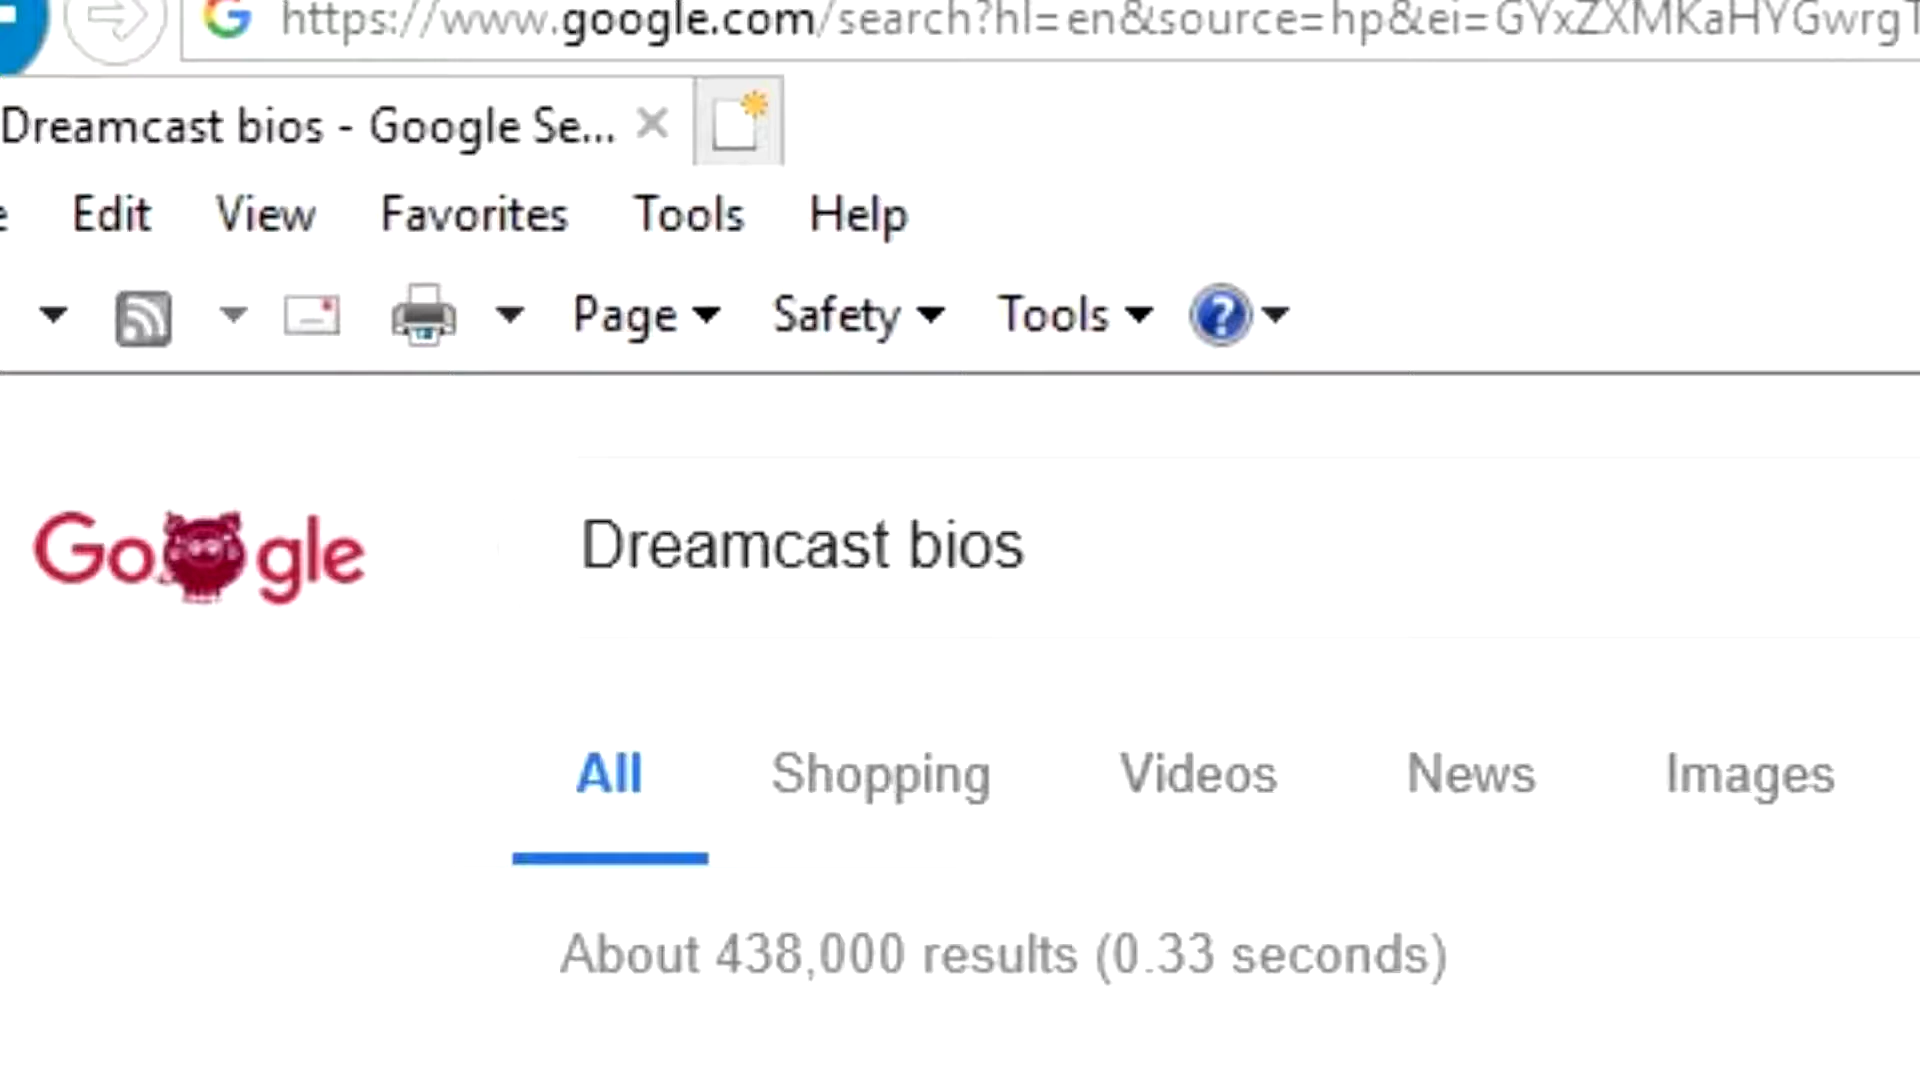 https://www.google.com/search?hl=en&source=hp&ei=GYxZXMKaHYGwrgT
Dreamcast bios - Google Se...
Edit View Favorites Tools Help
Page Safety Tools
Google
Dreamcast bios
All Shopping Videos News Images
About 438,000 results (0.33 seconds)